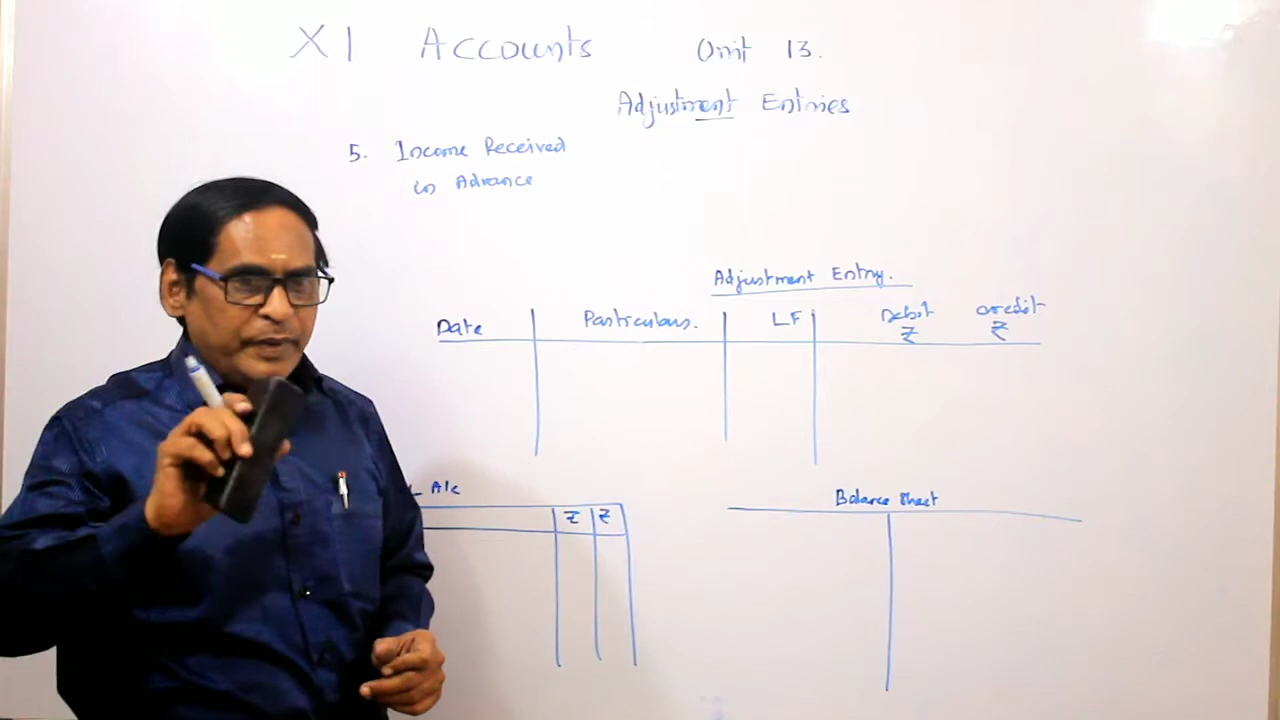 XI Accounts Unit 13.
Adjustment Entries
5. Income Received
in Advance
Adjustment Entry.
Date Particulars. LF Debit ₹ Credit ₹
L A/c
₹ ₹
Balance Sheet